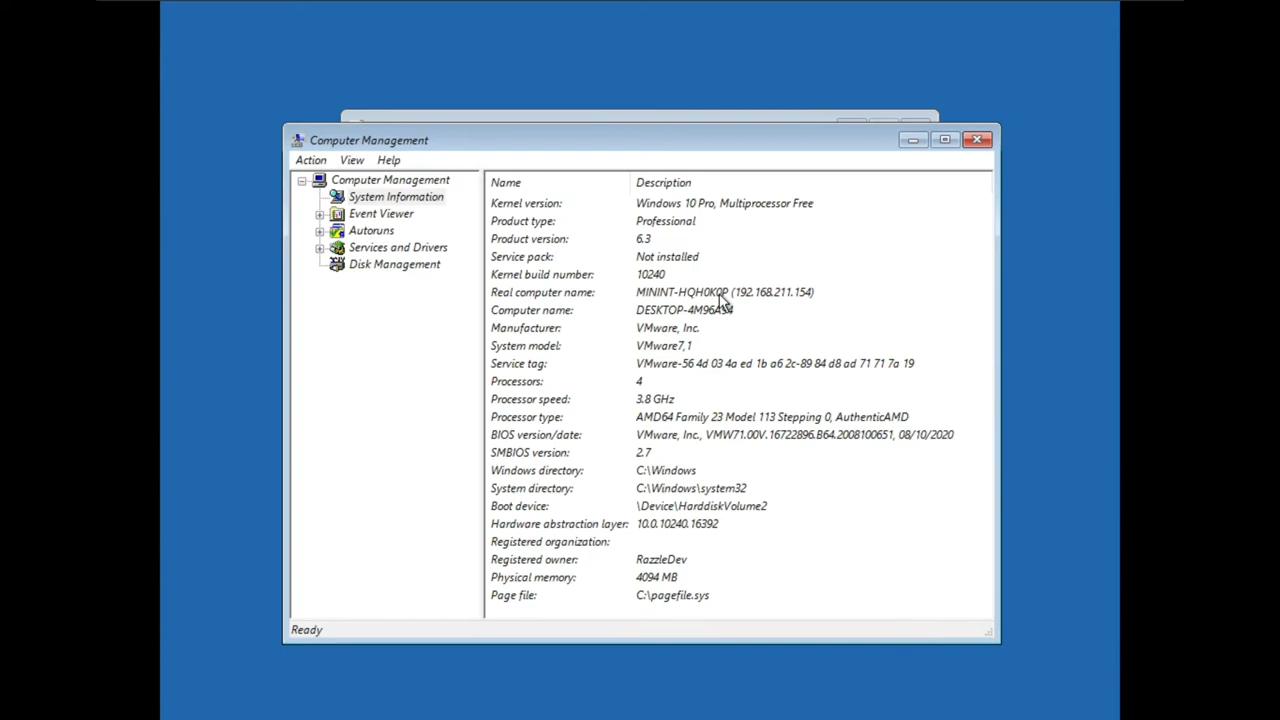 Computer Management
Action View Help
Computer Management
System Information
Event Viewer
Autoruns
Services and Drivers
Disk Management
Name Description
Kernel version: Windows 10 Pro, Multiprocessor Free
Product type: Professional
Product version: 6.3
Service pack: Not installed
Kernel build number: 10240
Real computer name: MININT-HQH0K0P (192.168.211.154)
Computer name:
Manufacturer: VMware, Inc.
System model: VMware7,1
Service tag: VMware-56 4d 03 4a ed 1b a6 2c-89 84 d8 ad 71 71 7a 19
Processors: 4
Processor speed: 3.8 GHz
Processor type: AMD64 Family 23 Model 113 Stepping 0, AuthenticAMD
BIOS version/date: VMware, Inc., VMW71.00V.16722896.B64.2008100651, 08/10/2020
SMBIOS version: 2.7
Windows directory: C:\Windows
System directory: C:\Windows\system32
Boot device: \Device\HarddiskVolume2
Hardware abstraction layer: 10.0.10240.16392
Registered organization:
Registered owner: RazzleDev
Physical memory: 4094 MB
Page file: C:\pagefile.sys
Ready